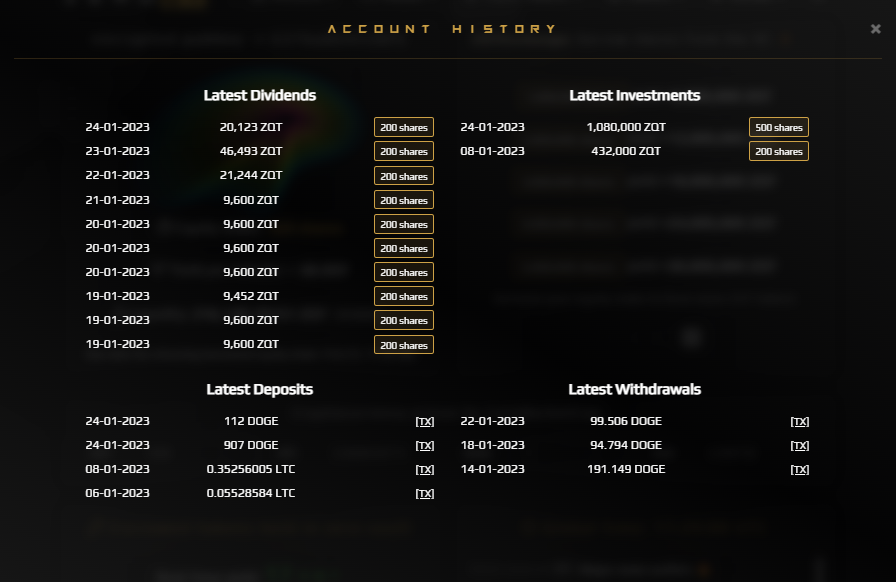 ACCOUNT HISTORY
Latest Dividends
24-01-2023 20,123 ZQT 200 shares
23-01-2023 46,493 ZQT 200 shares
22-01-2023 21,244 ZQT 200 shares
21-01-2023 9,600 ZQT 200 shares
20-01-2023 9,600 ZQT 200 shares
20-01-2023 9,600 ZQT 200 shares
20-01-2023 9,600 ZQT 200 shares
19-01-2023 9,452 ZQT 200 shares
19-01-2023 9,600 ZQT 200 shares
19-01-2023 9,600 ZQT 200 shares
Latest Investments
24-01-2023 1,080,000 ZQT 500 shares
08-01-2023 432,000 ZQT 200 shares
Latest Deposits
24-01-2023 112 DOGE [TX]
24-01-2023 907 DOGE [TX]
08-01-2023 0.35256005 LTC [TX]
06-01-2023 0.05528584 LTC [TX]
Latest Withdrawals
22-01-2023 99.506 DOGE [TX]
18-01-2023 94.794 DOGE [TX]
14-01-2023 191.149 DOGE [TX]